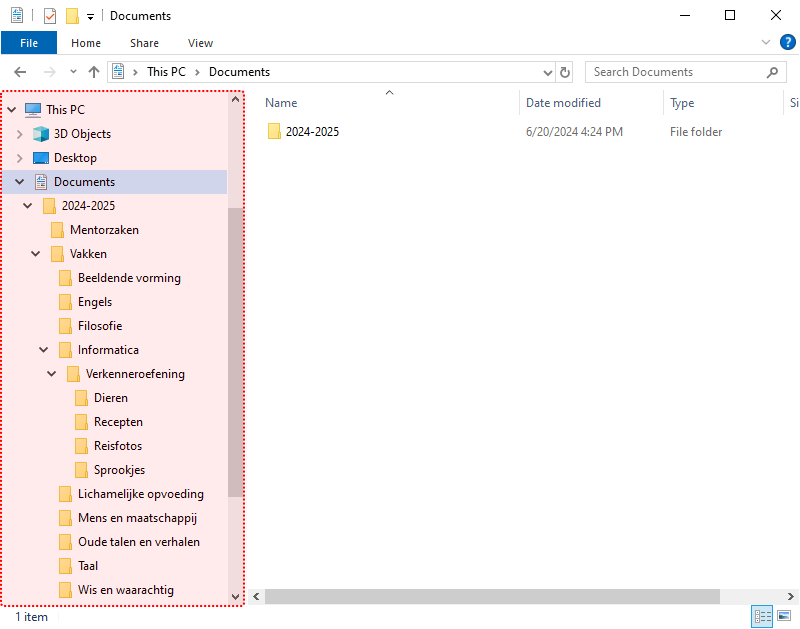 Documents
File Home Share View
This PC Documents Search Documents
This PC
3D Objects
Desktop
Documents
2024-2025
Mentorzaken
Vakken
Beeldende vorming
Engels
Filosofie
Informatica
Verkenneroefening
Dieren
Recepten
Reisfotos
Sprookjes
Lichamelijke opvoeding
Mens en maatschappij
Oude talen en verhalen
Taal
Wis en waarachtig
Name Date modified Type Si
2024-2025 6/20/2024 4:24 PM File folder
1 item